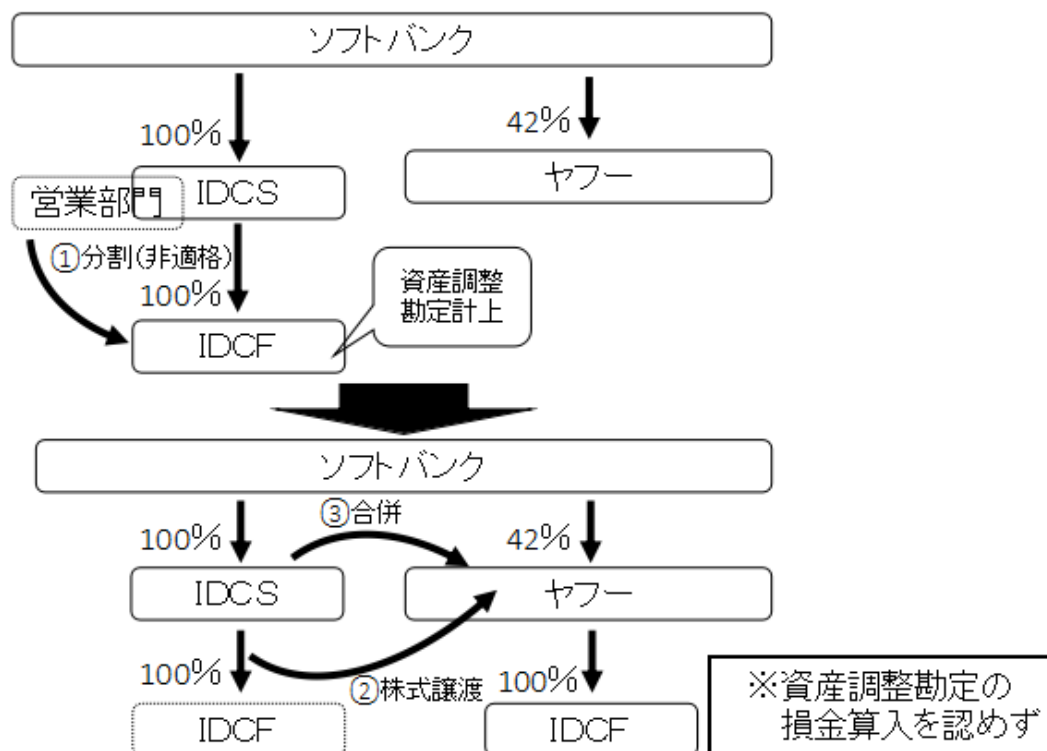 ソフトバンク
100%
42%
営業部門
IDCS
ヤフー
①分割(非適格)
100%
資産調整
勘定計上
IDCF
ソフトバンク
③合併
100%
42%
IDCS
ヤフー
100%
②株式譲渡
100%
IDCF
IDCF
※資産調整勘定の
損金算入を認めず